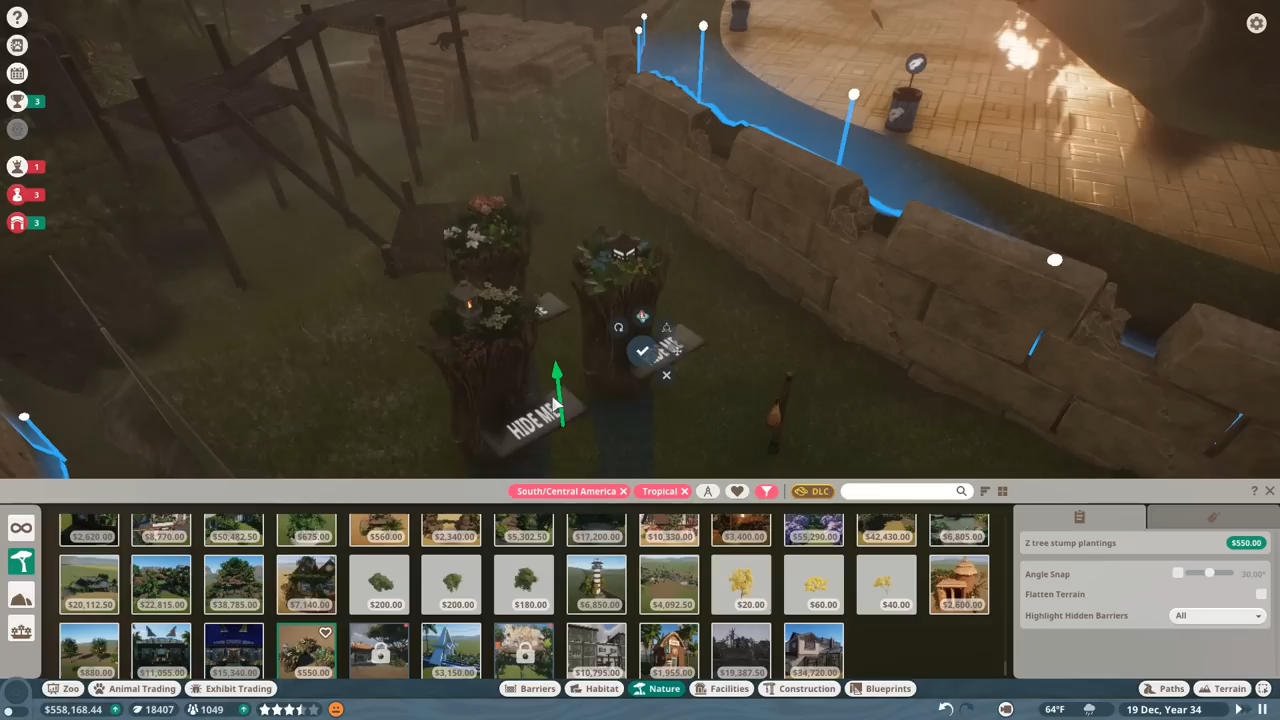 ?
3
1
3
3
HIDE ME
HIDE ME
South/Central America ✕
Tropical ✕
DLC
? ✕
$2,620.00
$8,770.00
$50,482.50
$675.00
$560.00
$2,340.00
$5,302.50
$17,200.00
$10,330.00
$3,400.00
$55,290.00
$42,430.00
$6,805.00
Z tree stump plantings
$550.00
Angle Snap
30.00°
Flatten Terrain
Highlight Hidden Barriers
All
$20,112.50
$22,815.00
$38,785.00
$7,140.00
$200.00
$200.00
$180.00
$6,850.00
$4,092.50
$20.00
$60.00
$40.00
$2,600.00
$880.00
$11,055.00
$15,340.00
$550.00
$3,150.00
$10,795.00
$1,955.00
$19,387.50
$34,720.00
Zoo
Animal Trading
Exhibit Trading
Barriers
Habitat
Nature
Facilities
Construction
Blueprints
Paths
Terrain
$558,168.44
18407
1049
64°F
19 Dec, Year 34